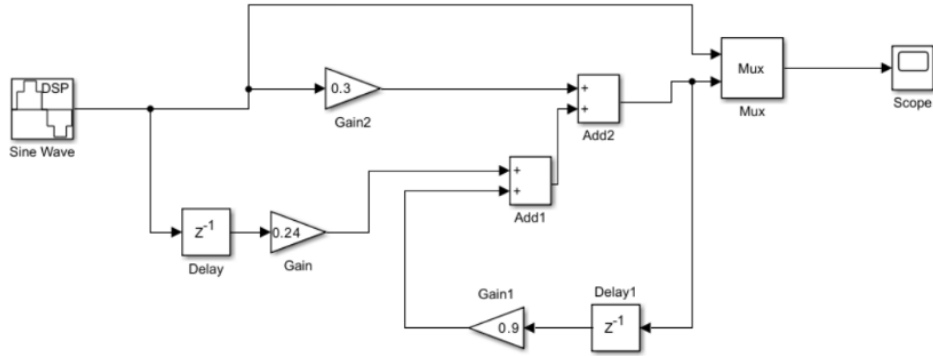 DSP
Sine Wave
0.3
Gain2
+
+
Add2
Mux
Mux
Scope
+
+
Add1
Z-1
Delay
0.24
Gain
Gain1
0.9
Delay1
Z-1